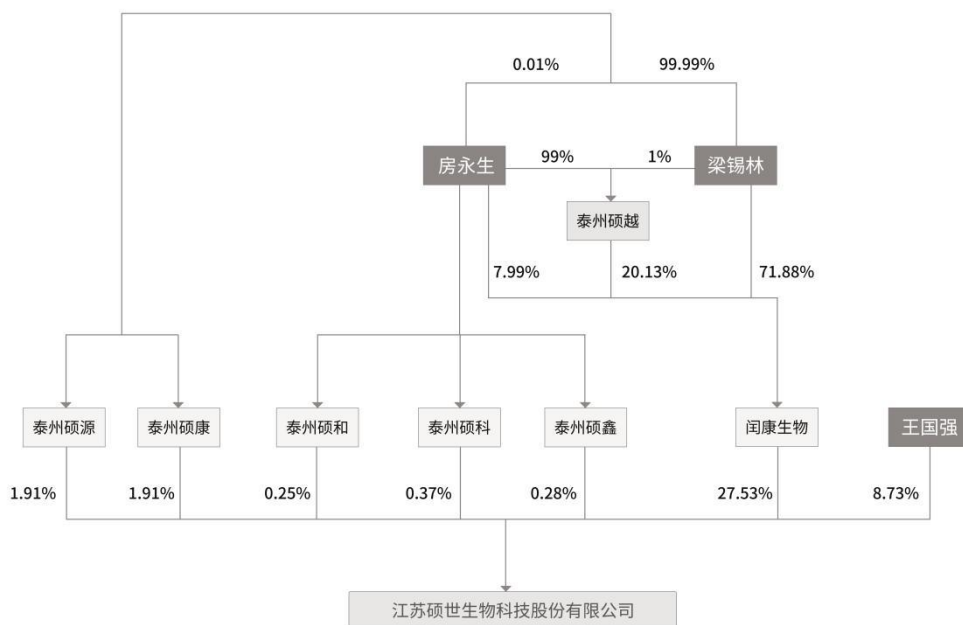 0.01%
99.99%
房永生
99%
1%
梁锡林
泰州硕越
7.99%
20.13%
71.88%
泰州硕源
泰州硕康
泰州硕和
泰州硕科
泰州硕鑫
闰康生物
王国强
1.91%
1.91%
0.25%
0.37%
0.28%
27.53%
8.73%
江苏硕世生物科技股份有限公司